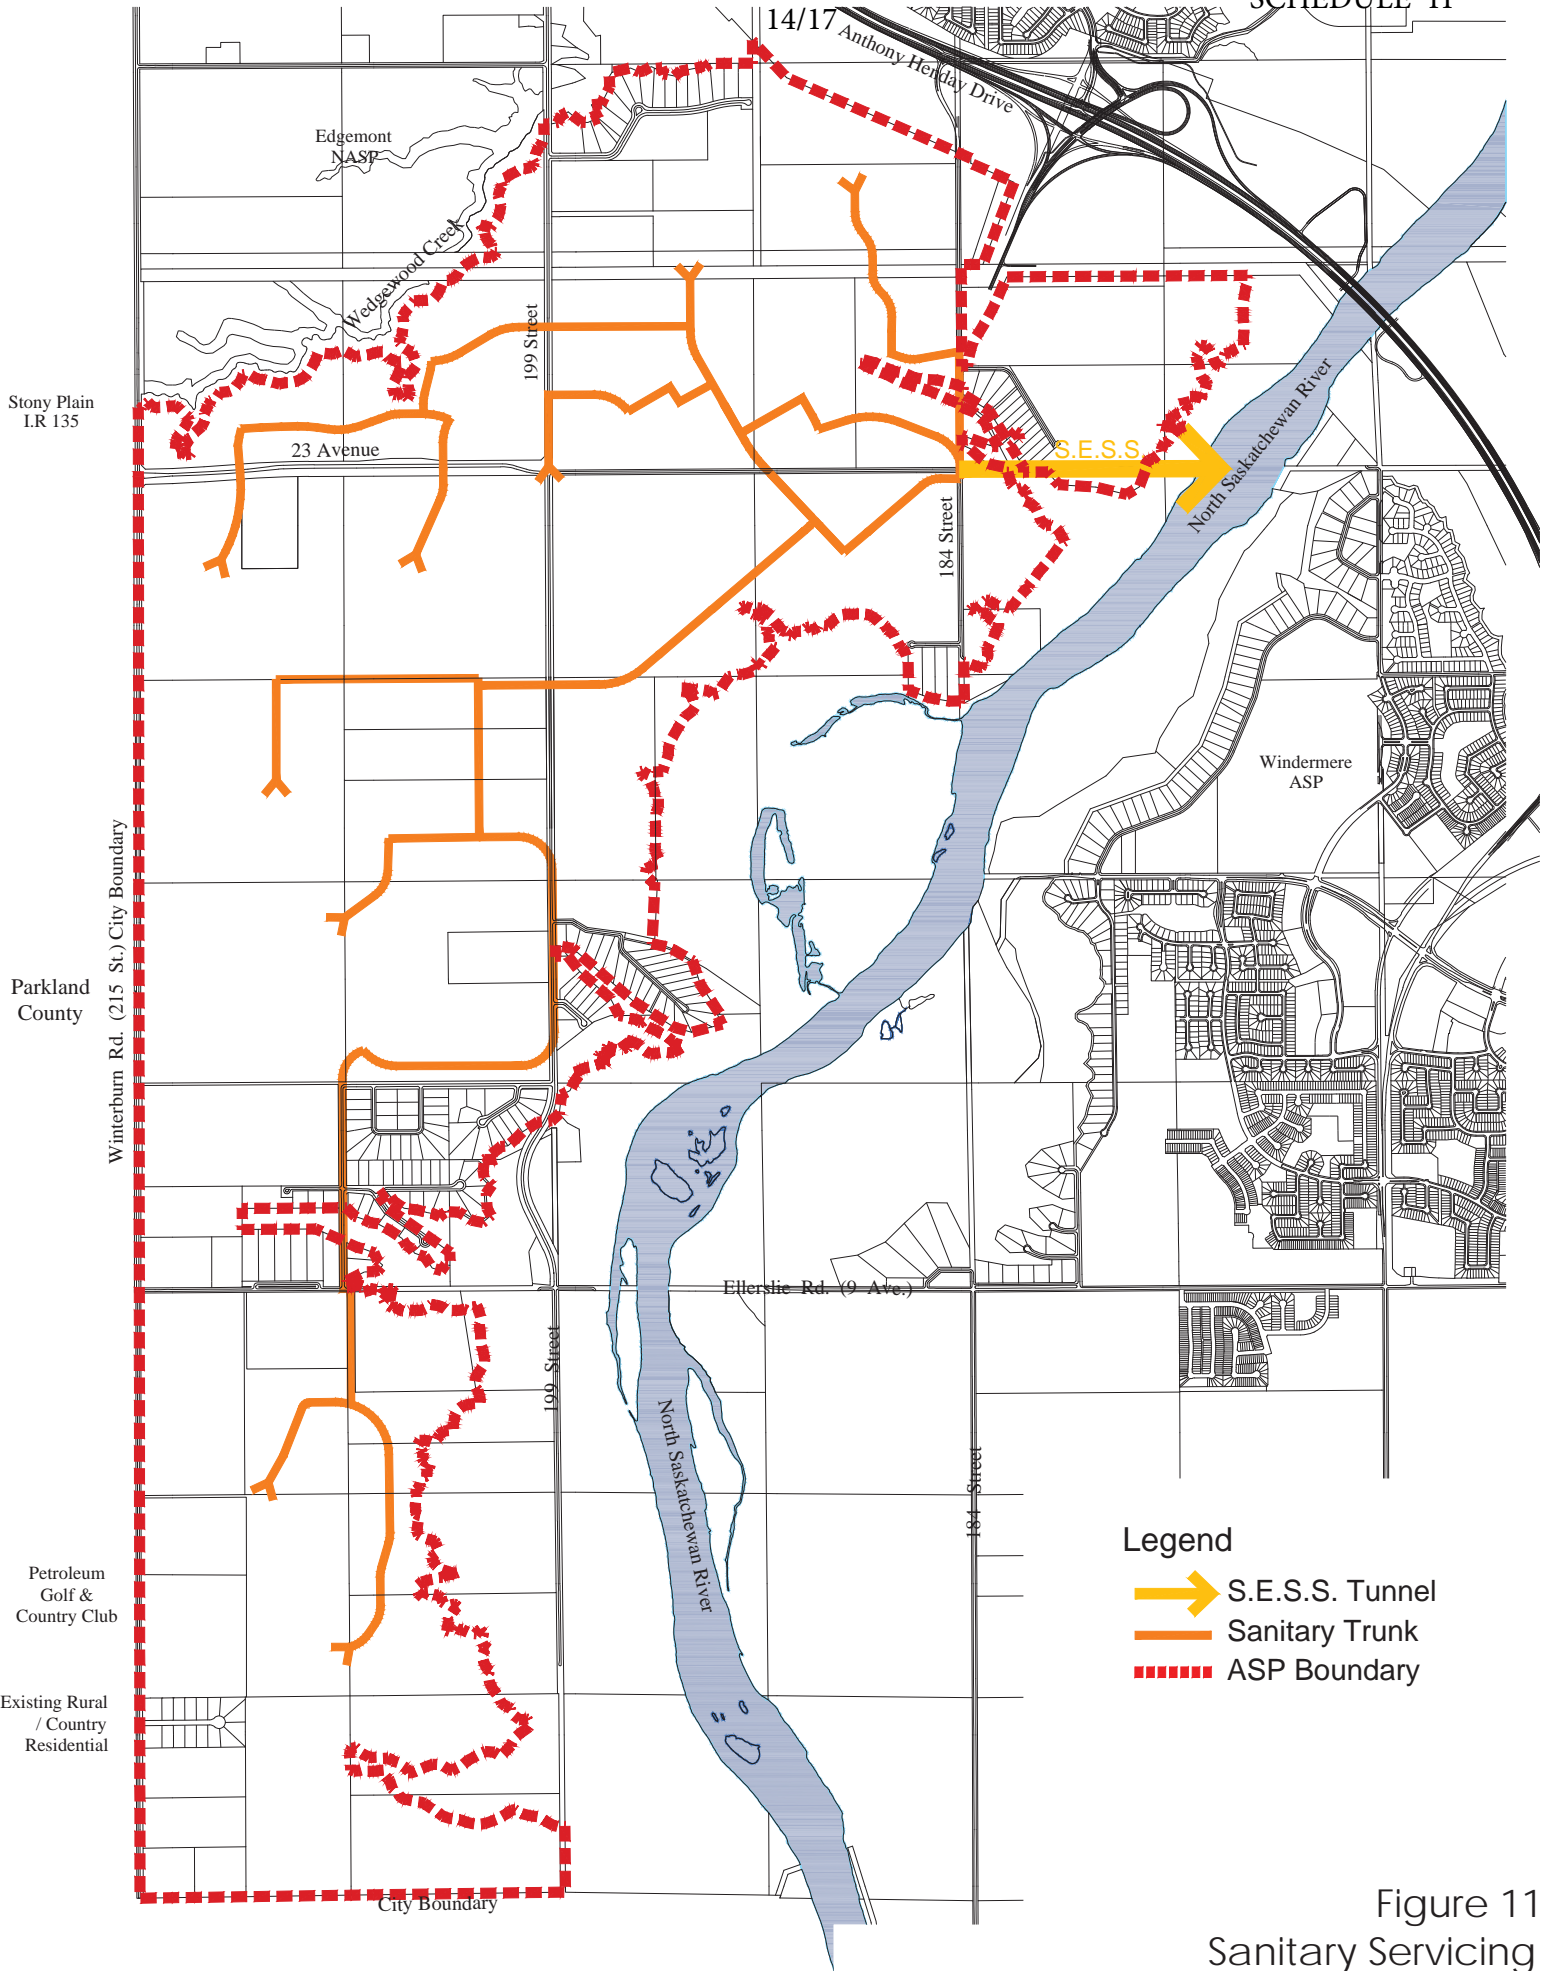 14/17
Anthony Henday Drive
Edgemont
NASP
Wedgewood Creek
199 Street
Stony Plain
I.R 135
23 Avenue
S.E.S.S.
North Saskatchewan River
184 Street
Windermere
ASP
Winterburn Rd. (215 St.) City Boundary
Parkland
County
Ellerslie Rd. (9 Ave.)
199 Street
North Saskatchewan River
184 Street
Petroleum
Golf &
Country Club
Existing Rural
/ Country
Residential
City Boundary
Legend
S.E.S.S. Tunnel
Sanitary Trunk
ASP Boundary
Figure 11
Sanitary Servicing